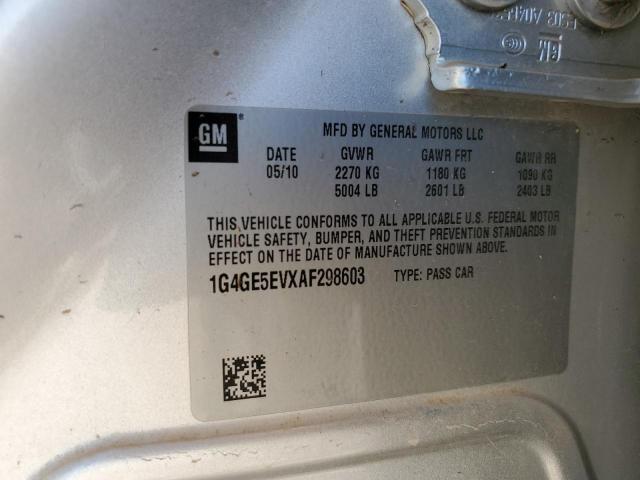 GM
MFD BY GENERAL MOTORS LLC
DATE GVWR GAWR FRT GAWR RR
05/10 2270 KG 1180 KG 1090 KG
5004 LB 2601 LB 2403 LB
THIS VEHICLE CONFORMS TO ALL APPLICABLE U.S. FEDERAL MOTOR
VEHICLE SAFETY, BUMPER, AND THEFT PREVENTION STANDARDS IN
EFFECT ON THE DATE OF MANUFACTURE SHOWN ABOVE.
1G4GE5EVXAF298603 TYPE: PASS CAR